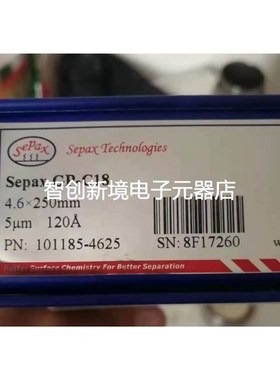 Sepax
Sepax Technologies
Sepax GP-C18
智创新境电子元器店
4.6×250mm
5μm 120Å
PN: 101185-4625
SN: 8F17260
w
Surface Chemistry For Better Separation